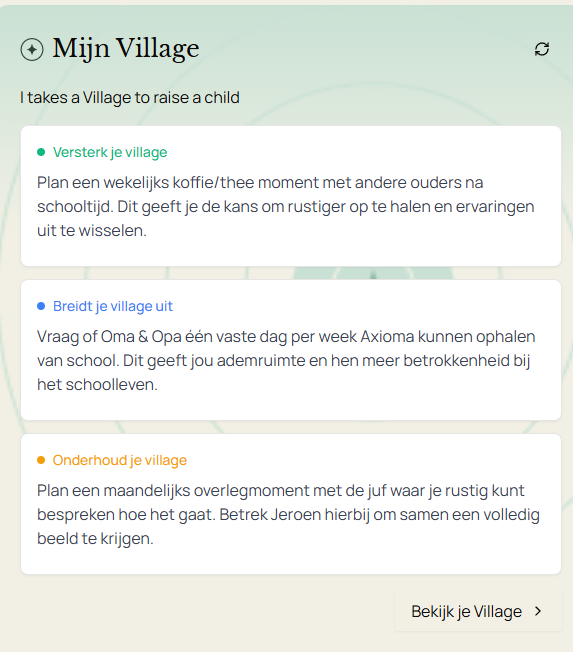 Mijn Village
I takes a Village to raise a child
Versterk je village
Plan een wekelijks koffie/thee moment met andere ouders na
schooltijd. Dit geeft je de kans om rustiger op te halen en ervaringen
uit te wisselen.
Breidt je village uit
Vraag of Oma & Opa één vaste dag per week Axioma kunnen ophalen
van school. Dit geeft jou ademruimte en hen meer betrokkenheid bij
het schoolleven.
Onderhoud je village
Plan een maandelijks overlegmoment met de juf waar je rustig kunt
bespreken hoe het gaat. Betrek Jeroen hierbij om samen een volledig
beeld te krijgen.
Bekijk je Village